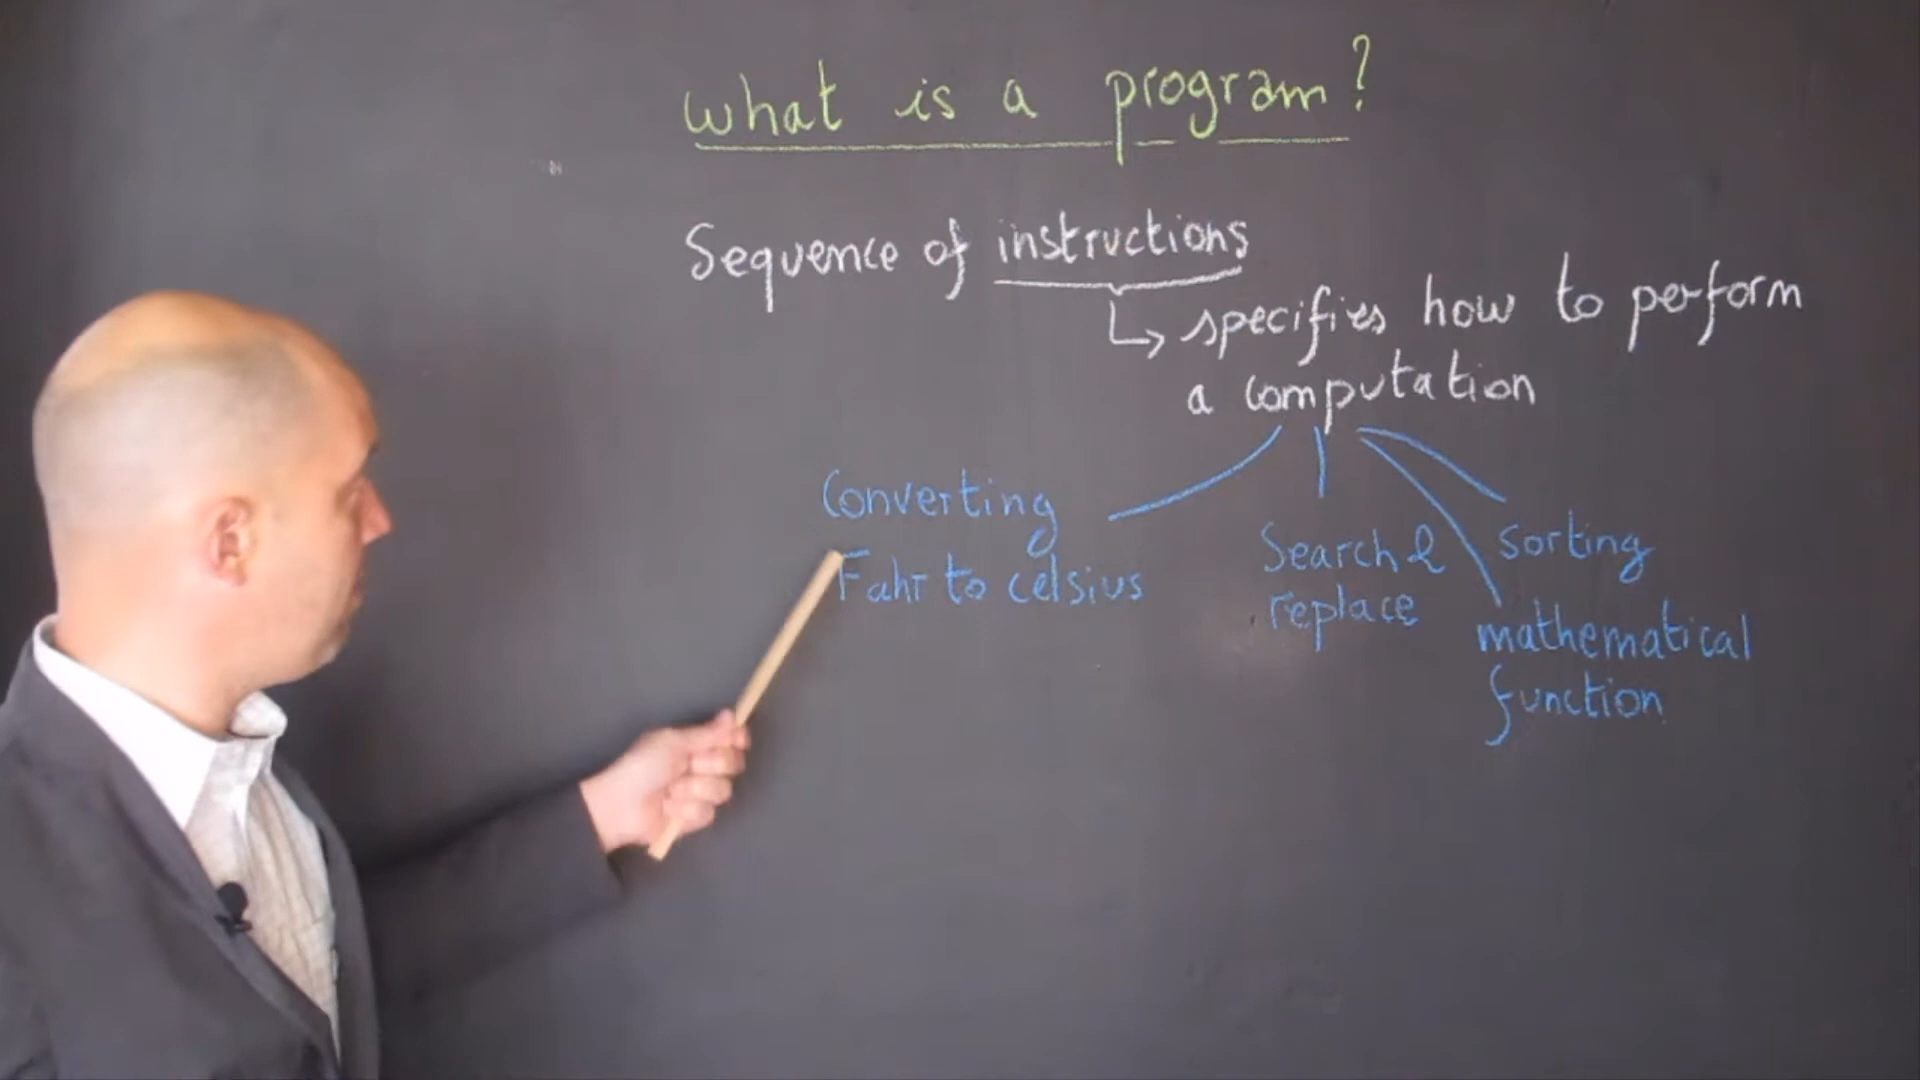 what is a program?
Sequence of instructions
↳ specifies how to perform
a computation
Converting
Fahr to celsius
Search &
replace
sorting
mathematical
function